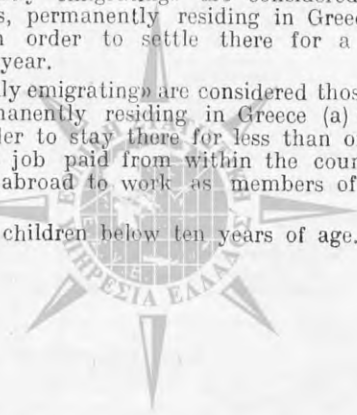 s, permanently residing in Greec
order to settle there for a
year.
ly emigrating» are considered thos
manently residing in Greece (a)
der to stay there for less than o
job paid from within the coun
abroad to work as members of
children below ten years of age.
ΥΠΗΡΕΣΙΑ ΕΛΛΑΔΟΣ